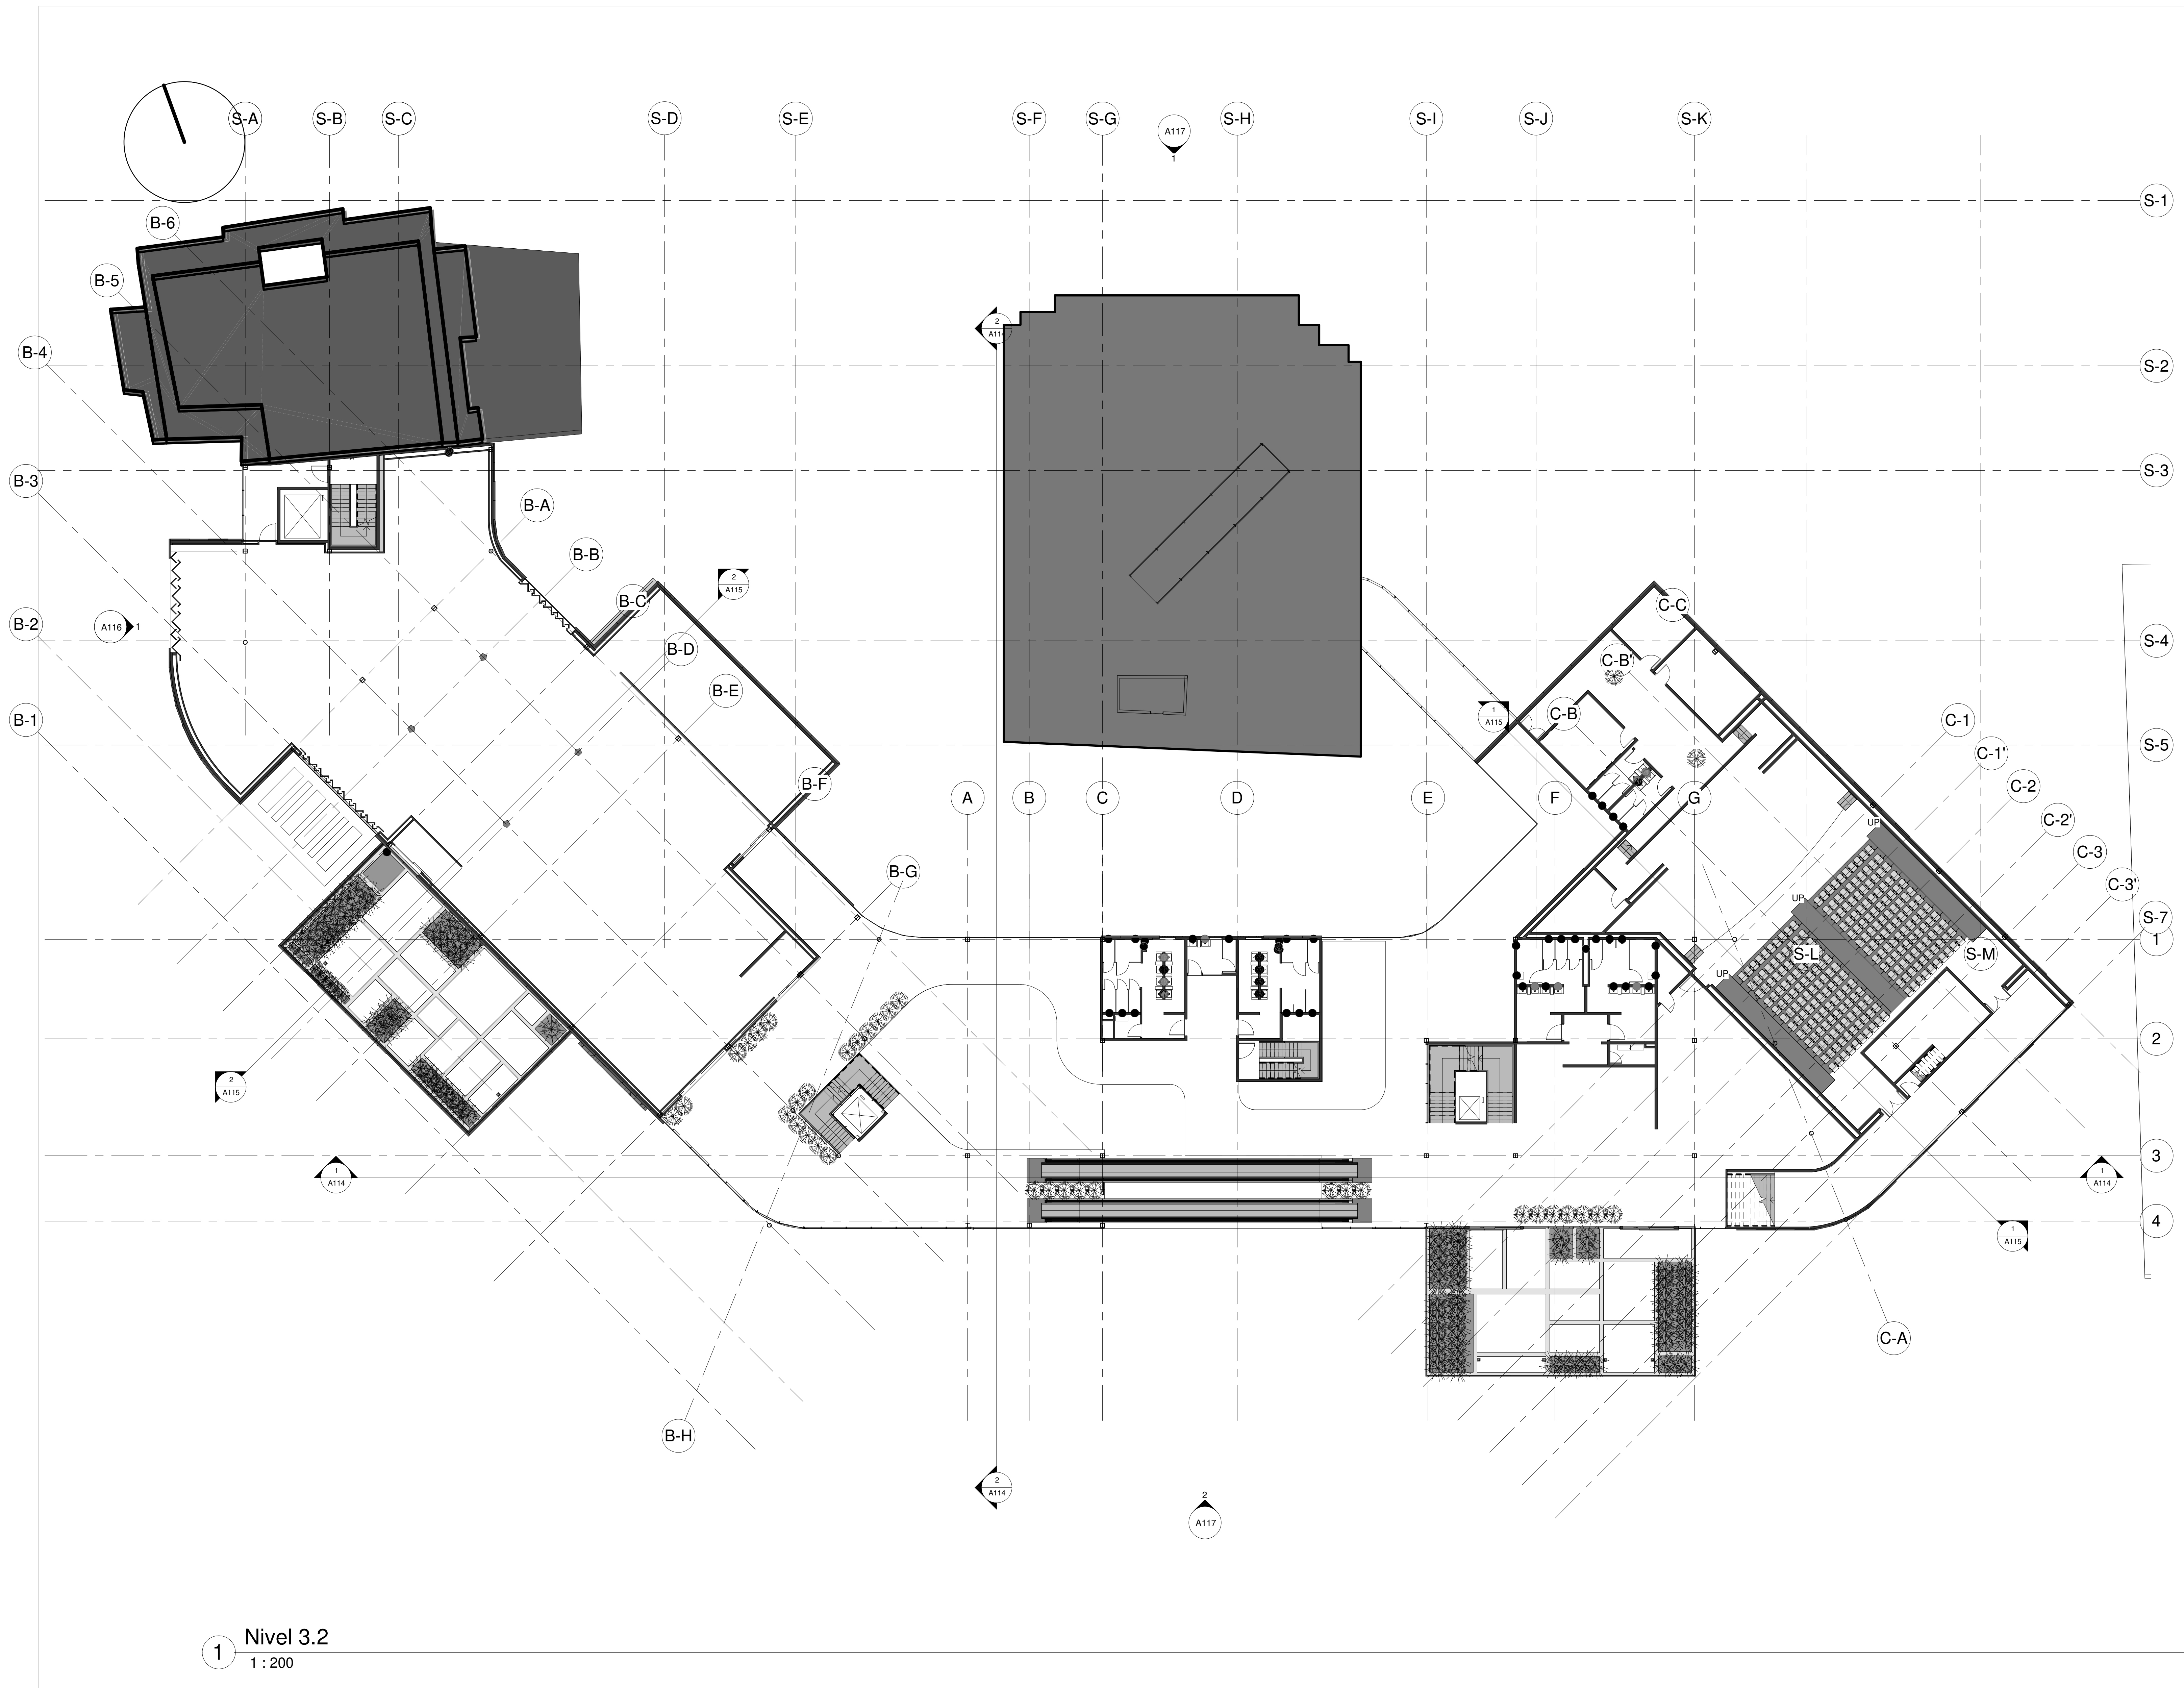 S-A
S-B
S-C
S-D
S-E
S-F
S-G
S-H
S-I
S-J
S-K
A117
1
S-1
B-6
B-5
2
A114
B-4
S-2
B-3
S-3
B-A
B-B
2
A115
B-C
C-C
B-2
A116
1
S-4
B-D
C-B'
B-E
1
A115
C-B
B-1
C-1
S-5
C-1'
B-F
C-2
A
B
C
D
E
F
G
C-2'
UP
C-3
B-G
C-3'
UP
S-7
1
S-L
S-M
UP
2
2
A115
3
1
A114
1
A114
4
1
A115
C-A
B-H
2
A114
2
A117
1
Nivel 3.2
1 : 200